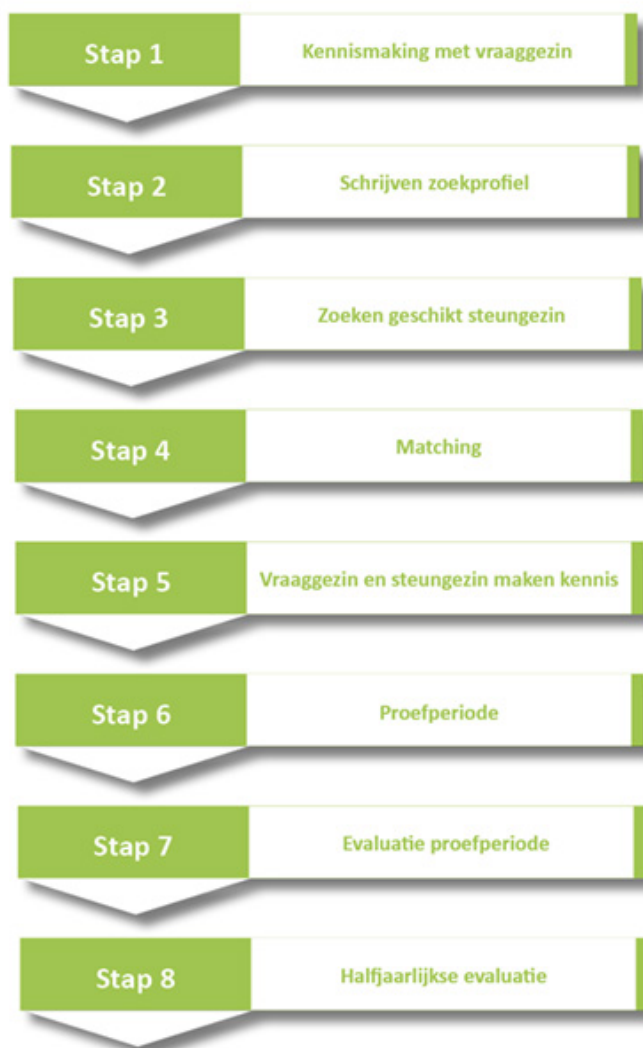 Stap 1
Kennismaking met vraaggezin
Stap 2
Schrijven zoekprofiel
Stap 3
Zoeken geschikt steungezin
Stap 4
Matching
Stap 5
Vraaggezin en steungezin maken kennis
Stap 6
Proefperiode
Stap 7
Evaluatie proefperiode
Stap 8
Halfjaarlijkse evaluatie